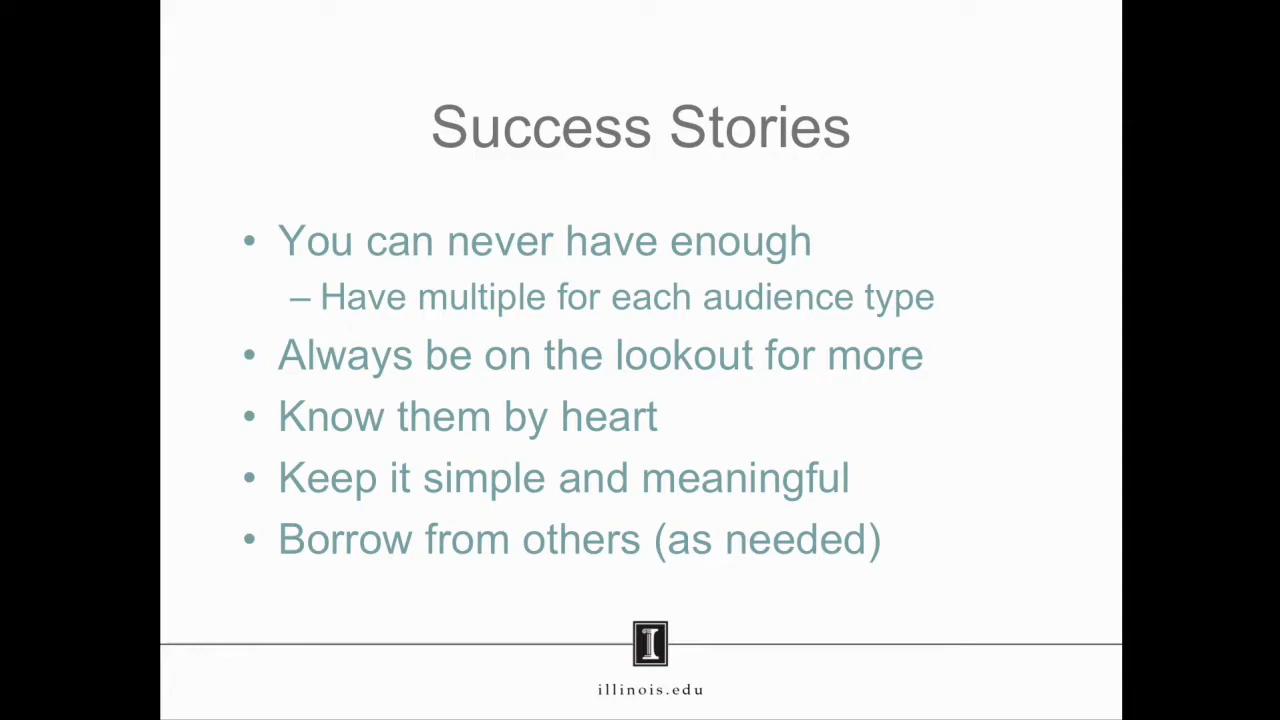 Success Stories
• You can never have enough
– Have multiple for each audience type
• Always be on the lookout for more
• Know them by heart
• Keep it simple and meaningful
• Borrow from others (as needed)
I
illinois.edu